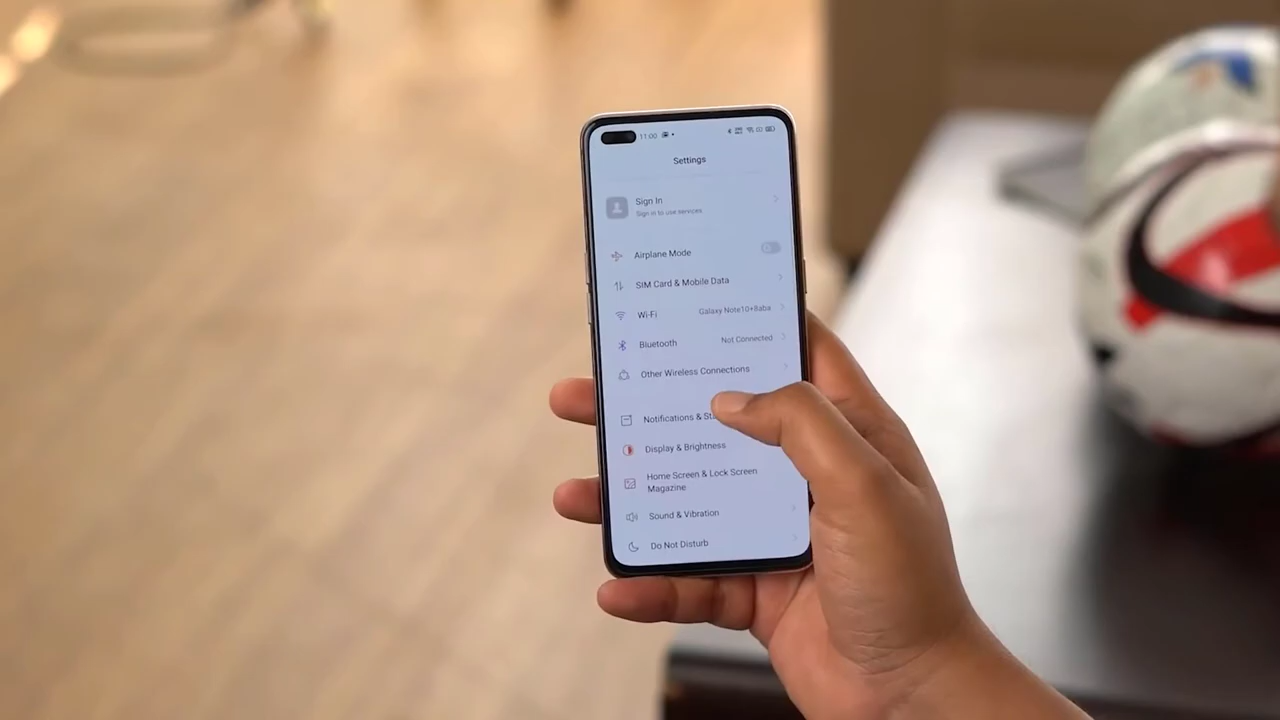 11:00
Settings
Sign In
Sign in to use services
Airplane Mode
SIM Card & Mobile Data
Wi-Fi Galaxy Note10+8aba
Bluetooth Not Connected
Other Wireless Connections
Notifications &
Display & Brightness
Home Screen & Lock Screen
Magazine
Sound & Vibration
Do Not Disturb